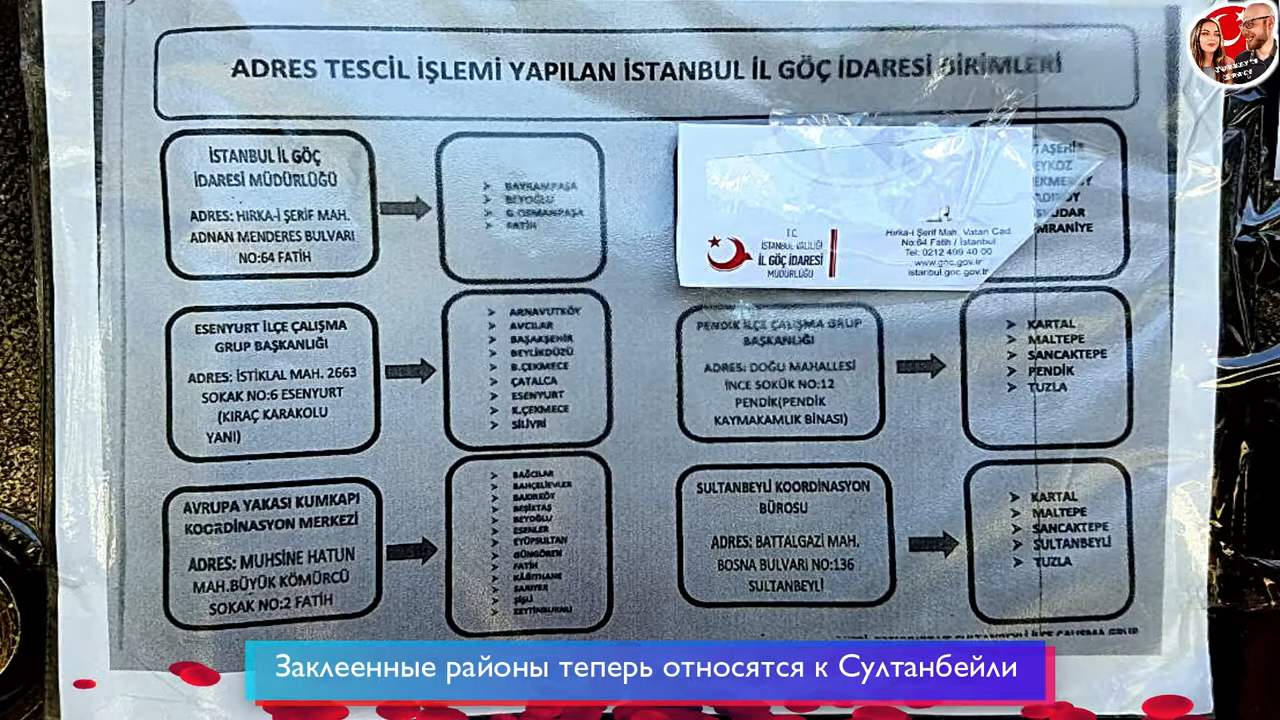 ADRES TESCİL İŞLEMİ YAPILAN İSTANBUL İL GÖÇ İDARESİ BİRİMLERİ
İSTANBUL İL GÖÇ
İDARESİ MÜDÜRLÜĞÜ
ADRES: HIRKA-İ ŞERİF MAH.
ADNAN MENDERES BULVARI
NO:64 FATİH
BAYRAMPAŞA
BEYOĞLU
G.OSMANPAŞA
FATİH
T.C.
İSTANBUL VALİLİĞİ
İL GÖÇ İDARESİ
MÜDÜRLÜĞÜ
Hırka-i Şerif Mah. Vatan Cad.
No:64 Fatih / İstanbul
Tel: 0212 499 40 00
www.goc.gov.tr
istanbul.goc.gov.tr
TAŞEHİR
EYKOZ
EKMEKÖY
ADIKÖY
SKUDAR
MRANİYE
ESENYURT İLÇE ÇALIŞMA
GRUP BAŞKANLIĞI
ADRES: İSTİKLAL MAH. 2663
SOKAK NO:6 ESENYURT
(KIRAÇ KARAKOLU
YANI)
ARNAVUTKÖY
AVCILAR
BAŞAKŞEHİR
BEYLİKDÜZÜ
B.ÇEKMECE
ÇATALCA
ESENYURT
K.ÇEKMECE
SİLİVRİ
PENDİK İLÇE ÇALIŞMA GRUP
BAŞKANLIĞI
ADRES: DOĞU MAHALLESİ
İNCE SOKÜK NO:12
PENDİK(PENDİK
KAYMAKAMLIK BİNASI)
KARTAL
MALTEPE
SANCAKTEPE
PENDİK
TUZLA
AVRUPA YAKASI KUMKAPI
KOORDİNASYON MERKEZİ
ADRES: MUHSİNE HATUN
MAH.BÜYÜK KÖMÜRCÜ
SOKAK NO:2 FATİH
BAĞCILAR
BAHÇELİEVLER
BAKIRKÖY
BEŞİKTAŞ
BEYOĞLU
ESENLER
EYÜPSULTAN
GÜNGÖREN
FATİH
KAĞITHANE
SARIYER
ŞİŞLİ
ZEYTİNBURNU
SULTANBEYLİ KOORDİNASYON
BÜROSU
ADRES: BATTALGAZİ MAH.
BOSNA BULVARI NO:136
SULTANBEYLİ
KARTAL
MALTEPE
SANCAKTEPE
SULTANBEYLİ
TUZLA
Заклеенные районы теперь относятся к Султанбейли